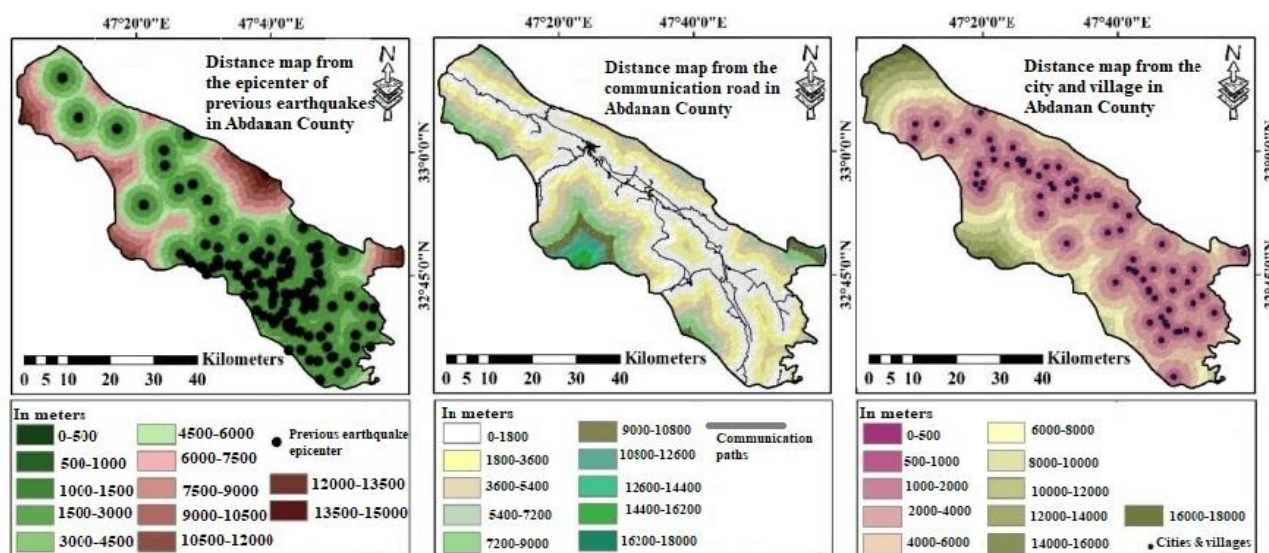 47°20'0"E
47°40'0"E
Distance map from
the epicenter of
previous earthquakes
in Abdanan County
N
33°0'0"N
32°45'0"N
Kilometers
0 5 10 20 30 40
In meters
0-500
500-1000
1000-1500
1500-3000
3000-4500
4500-6000
6000-7500
7500-9000
9000-10500
10500-12000
Previous earthquake
epicenter
12000-13500
13500-15000
47°20'0"E
47°40'0"E
Distance map from the
communication road in
Abdanan County
N
33°0'0"N
32°45'0"N
Kilometers
0 5 10 20 30 40
In meters
0-1800
1800-3600
3600-5400
5400-7200
7200-9000
9000-10800
10800-12600
12600-14400
14400-16200
16200-18000
Communication
paths
47°20'0"E
47°40'0"E
Distance map from the
city and village in
Abdanan County
N
33°0'0"N
32°45'0"N
Kilometers
0 5 10 20 30 40
In meters
0-500
500-1000
1000-2000
2000-4000
4000-6000
6000-8000
8000-10000
10000-12000
12000-14000
14000-16000
16000-18000
Cities & villages